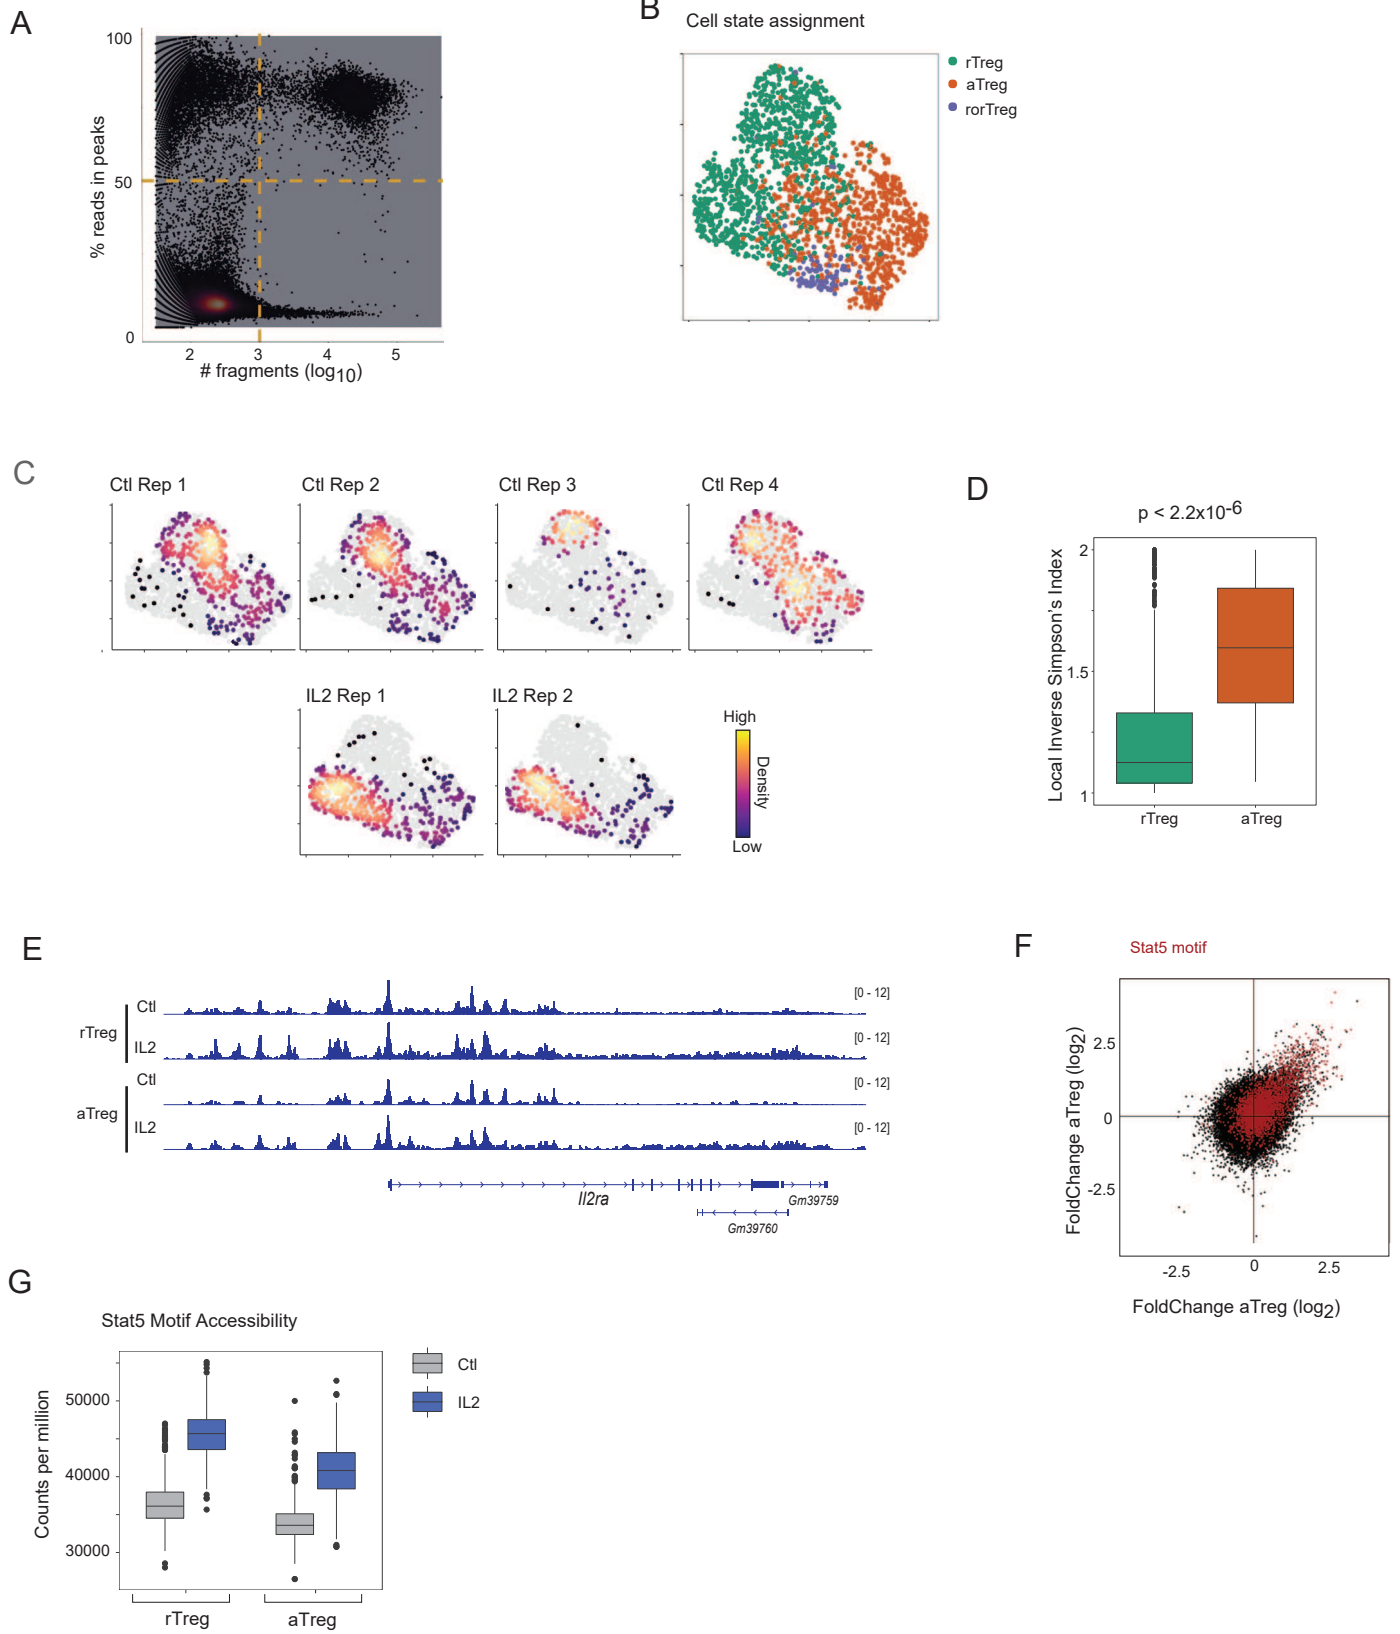 A
100
50
0
% reads in peaks
2 3 4 5
# fragments (log10)
B
Cell state assignment
rTreg
aTreg
rorTreg
C
Ctl Rep 1
Ctl Rep 2
Ctl Rep 3
Ctl Rep 4
IL2 Rep 1
IL2 Rep 2
High
Density
Low
D
p < 2.2x10-6
Local Inverse Simpson's Index
2
1.5
1
rTreg
aTreg
E
rTreg
Ctl
[0 - 12]
IL2
[0 - 12]
aTreg
Ctl
[0 - 12]
IL2
[0 - 12]
Il2ra
Gm39759
Gm39760
F
Stat5 motif
FoldChange aTreg (log2)
2.5
0
-2.5
-2.5 0 2.5
FoldChange aTreg (log2)
G
Stat5 Motif Accessibility
Ctl
IL2
Counts per million
50000
40000
30000
rTreg
aTreg